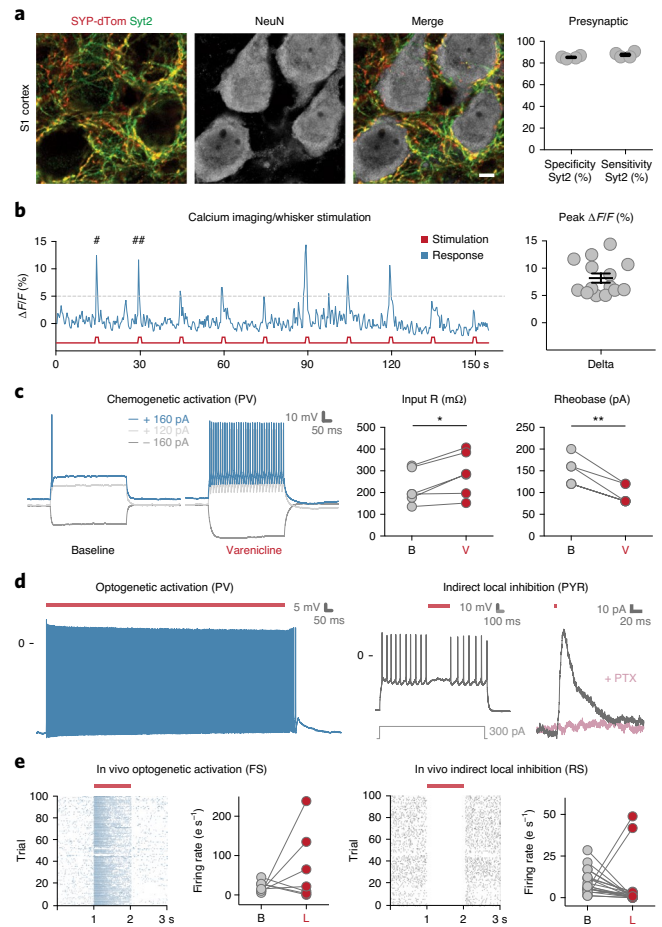 a
SYP-dTom Syt2
NeuN
Merge
Presynaptic
S1 cortex
100
80
60
40
20
0
Specificity
Syt2 (%)
Sensitivity
Syt2 (%)
b
Calcium imaging/whisker stimulation
# ##
Stimulation
Response
ΔF/F (%)
15
10
5
0
0 30 60 90 120 150 s
Peak ΔF/F (%)
15
10
5
0
Delta
c
Chemogenetic activation (PV)
+ 160 pA
+ 120 pA
− 160 pA
10 mV
50 ms
Baseline
Varenicline
Input R (mΩ)
*
500
400
300
200
100
0
B V
Rheobase (pA)
**
250
200
150
100
50
0
B V
d
Optogenetic activation (PV)
5 mV
50 ms
0
Indirect local inhibition (PYR)
10 mV
100 ms
0
300 pA
10 pA
20 ms
+ PTX
e
In vivo optogenetic activation (FS)
Trial
100
80
60
40
20
0
1 2 3 s
Firing rate (e s⁻¹)
200
100
0
B L
In vivo indirect local inhibition (RS)
Trial
100
80
60
40
20
0
1 2 3 s
Firing rate (e s⁻¹)
50
25
0
B L